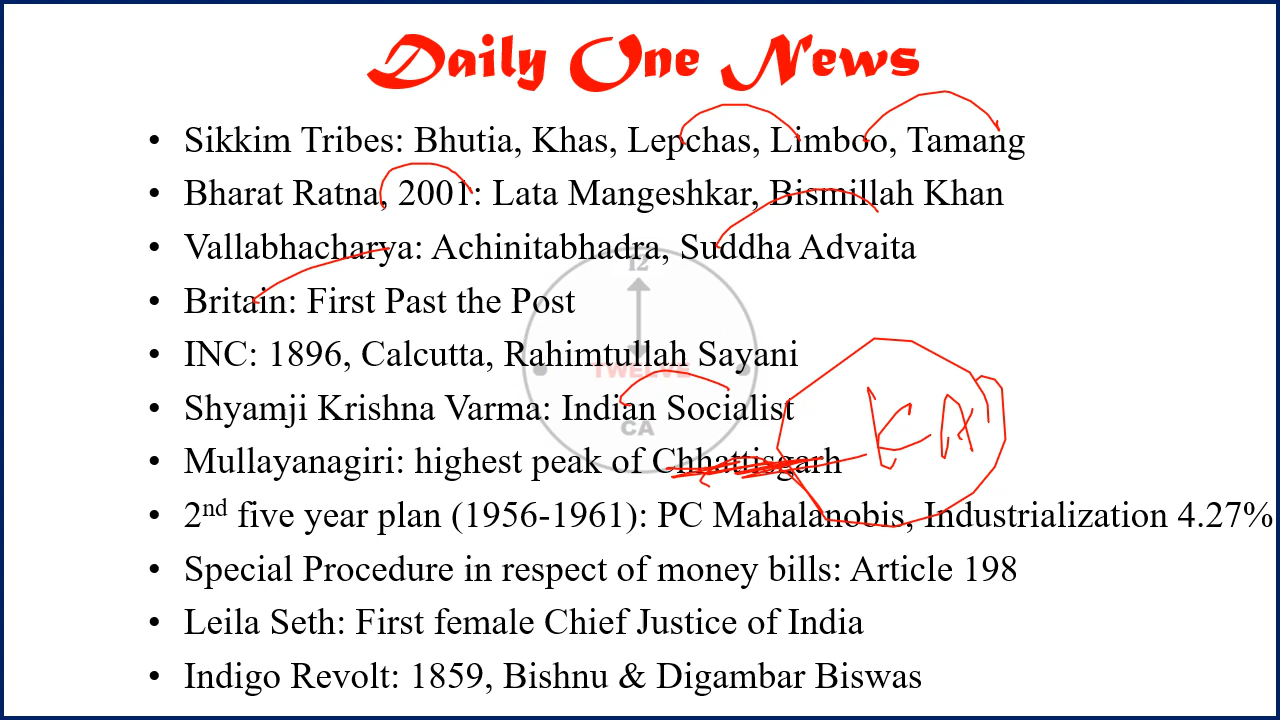 Daily One News
• Sikkim Tribes: Bhutia, Khas, Lepchas, Limboo, Tamang
• Bharat Ratna, 2001: Lata Mangeshkar, Bismillah Khan
• Vallabhacharya: Achinitabhadra, Suddha Advaita
12
• Britain: First Past the Post
• INC: 1896, Calcutta, Rahimtullah Sayani
TWELVE
• Shyamji Krishna Varma: Indian Socialist
CA
• Mullayanagiri: highest peak of Chhattisgarh
• 2nd five year plan (1956-1961): PC Mahalanobis, Industrialization 4.27%
• Special Procedure in respect of money bills: Article 198
• Leila Seth: First female Chief Justice of India
• Indigo Revolt: 1859, Bishnu & Digambar Biswas